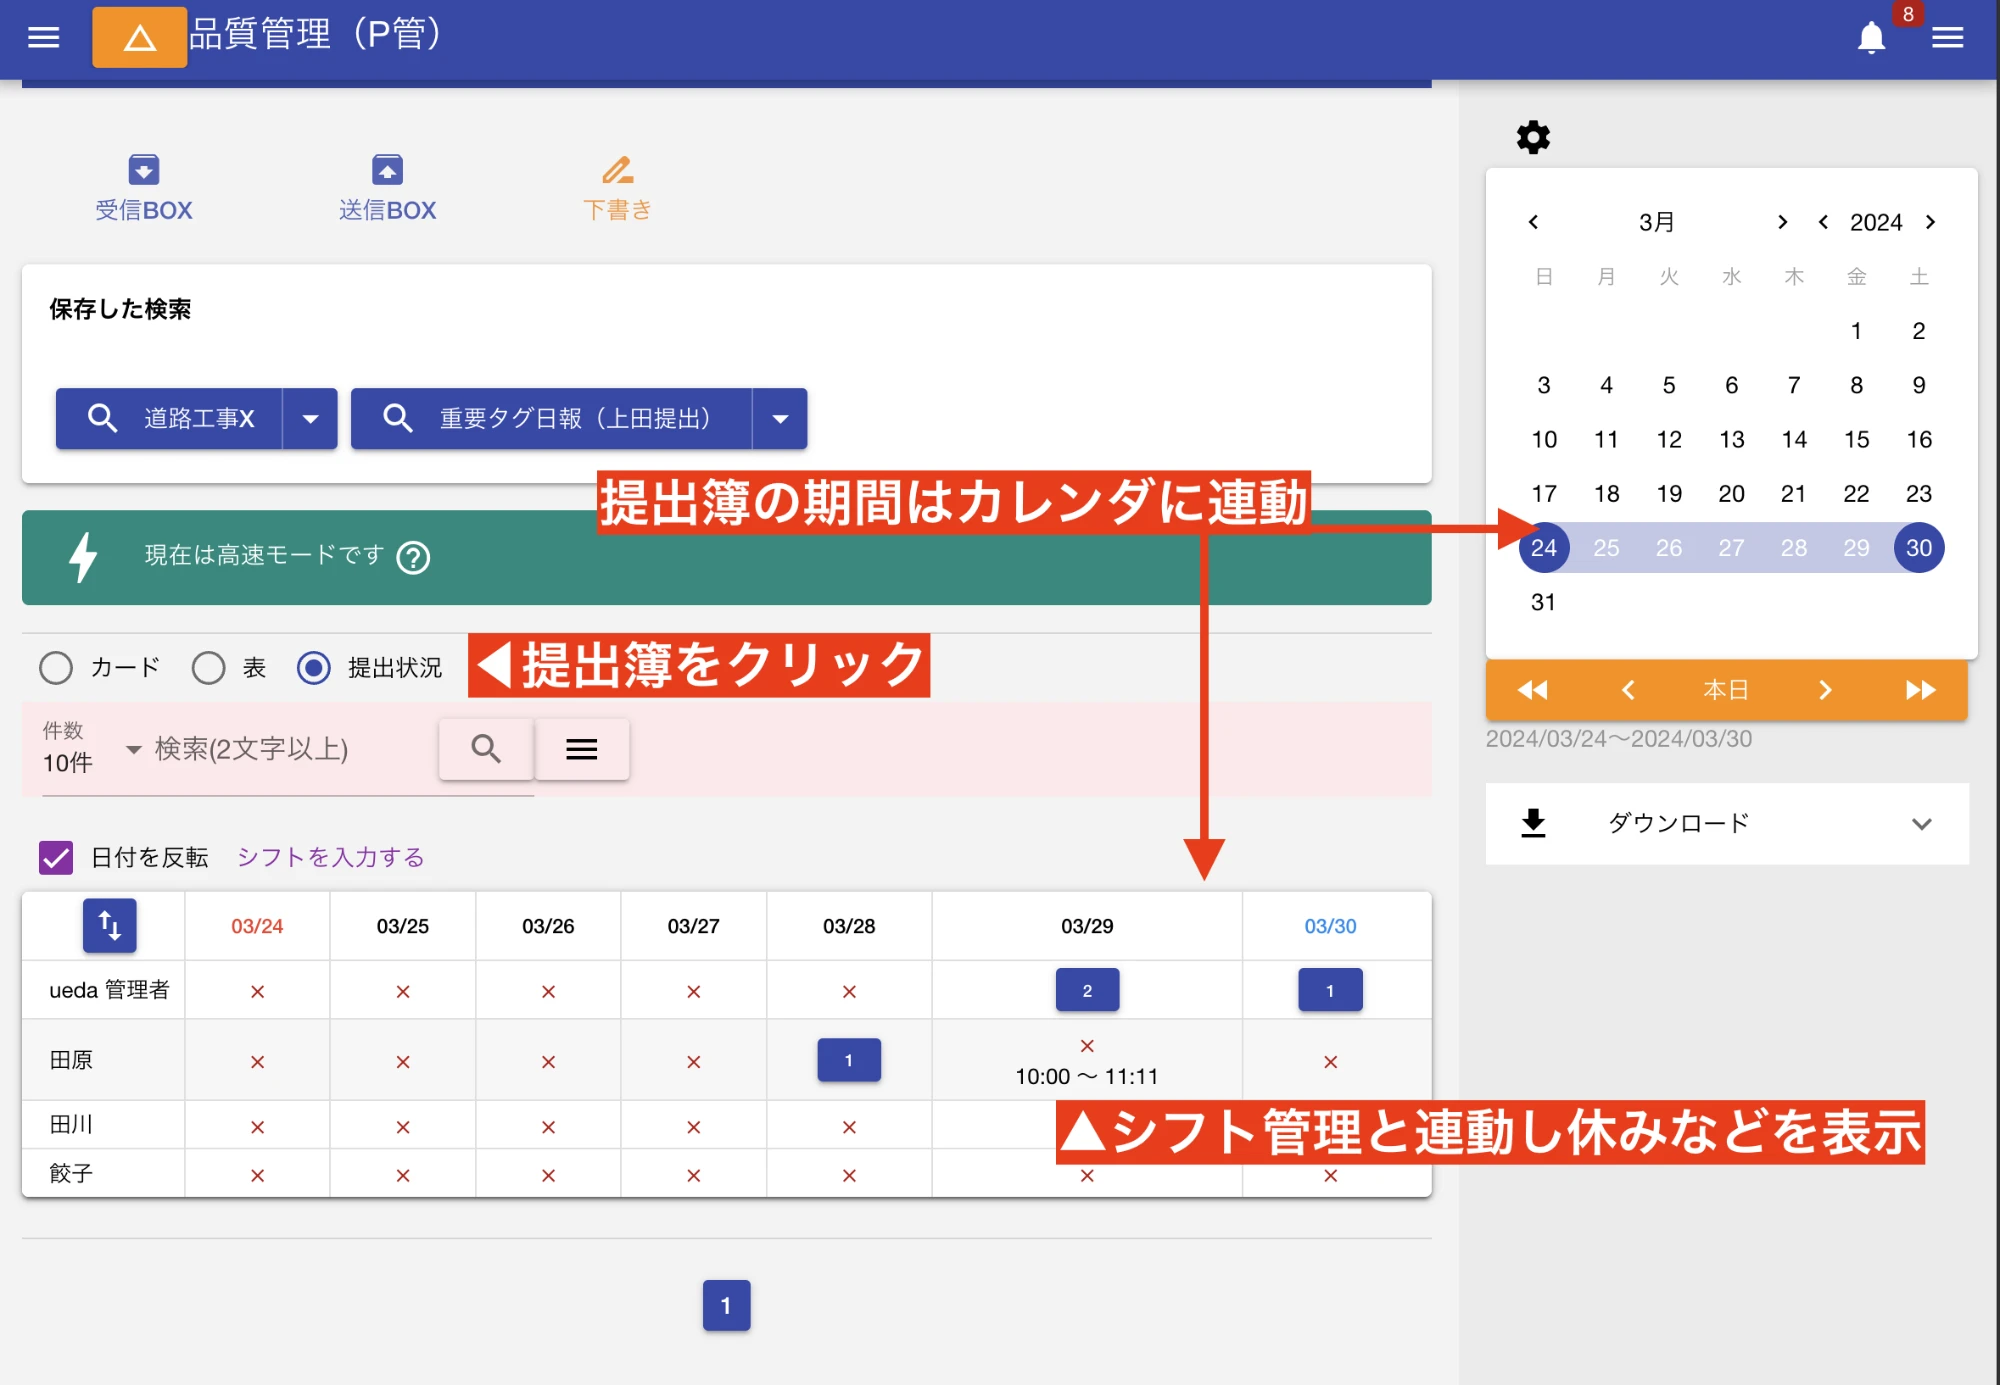 品質管理（P管）
8
受信BOX
送信BOX
下書き
保存した検索
道路工事X
重要タグ日報（上田提出）
提出簿の期間はカレンダに連動
現在は高速モードです
カード
表
提出状況
◀提出簿をクリック
件数
10件
検索(2文字以上)
日付を反転
シフトを入力する
03/24 03/25 03/26 03/27 03/28 03/29 03/30
ueda 管理者 × × × × × 2 1
田原 × × × × 1 × ×
10:00 〜 11:11
田川 × × × × ×
▲シフト管理と連動し休みなどを表示
餃子 × × × × × × ×
1
3月
2024
日 月 火 水 木 金 土
1 2
3 4 5 6 7 8 9
10 11 12 13 14 15 16
17 18 19 20 21 22 23
24 25 26 27 28 29 30
31
本日
2024/03/24〜2024/03/30
ダウンロード